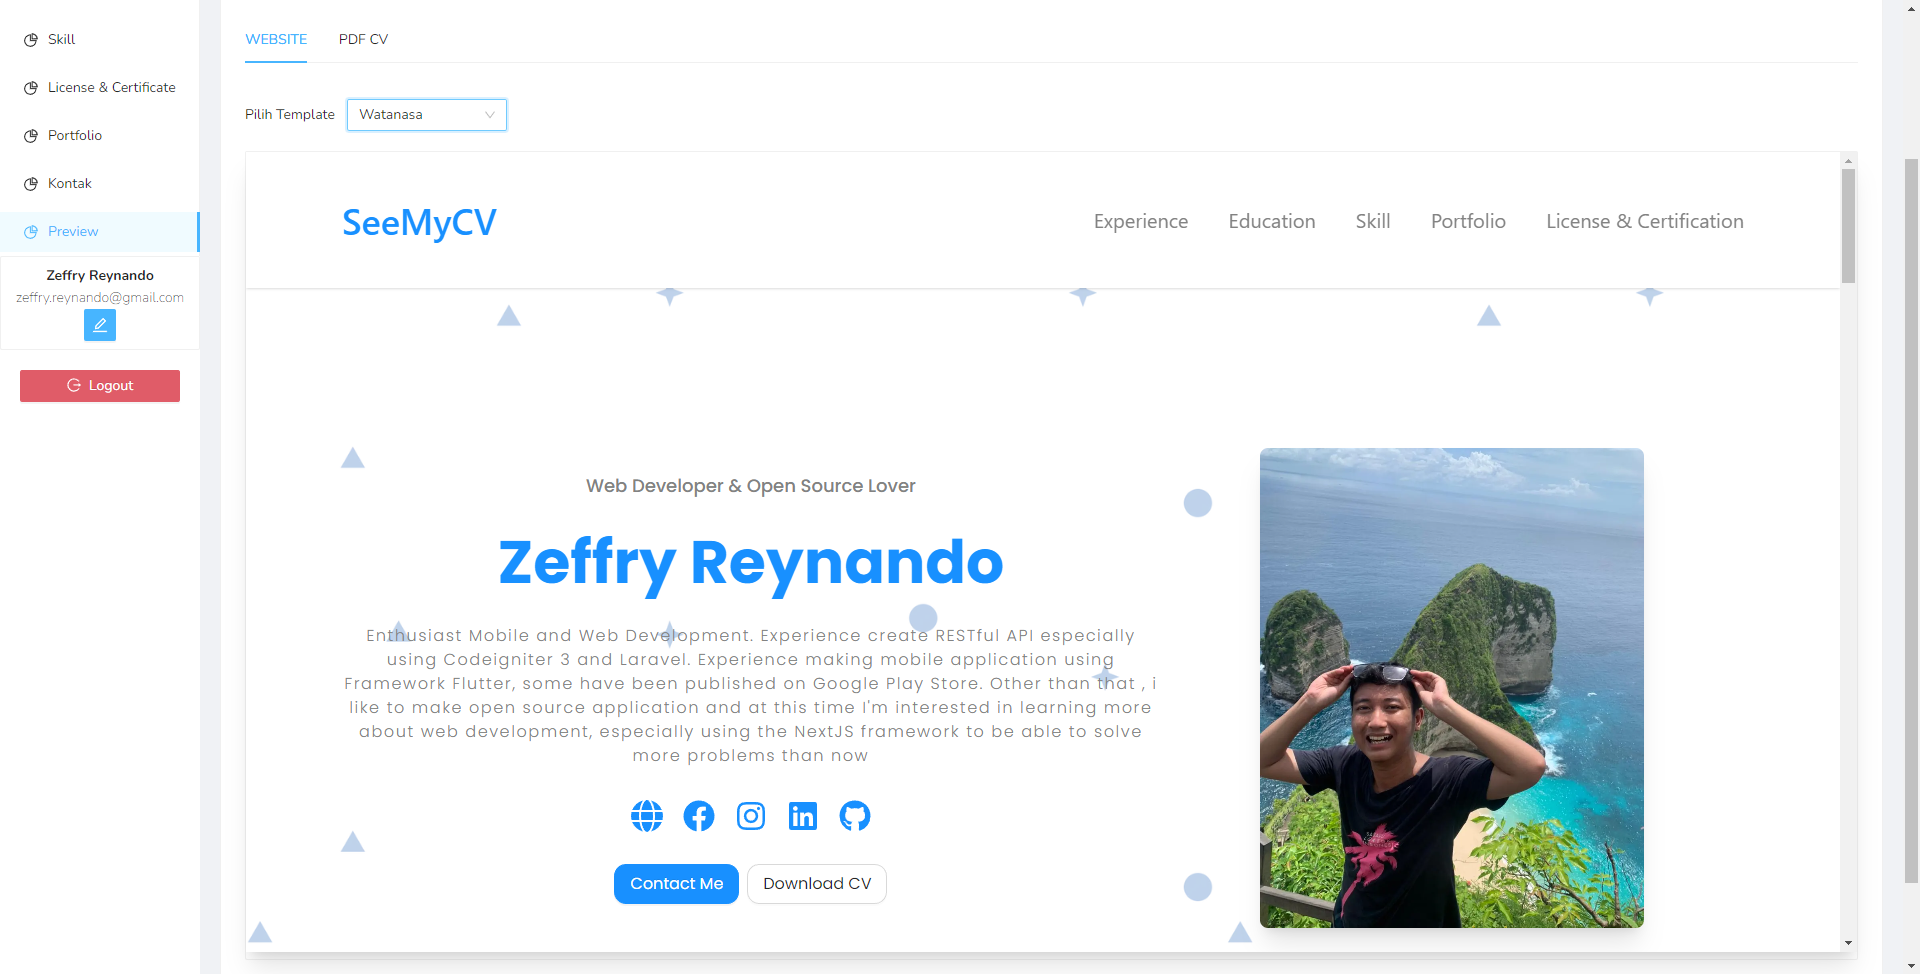 Skill
License & Certificate
Portfolio
Kontak
Preview
Zeffry Reynando
zeffry.reynando@gmail.com
Logout
WEBSITE
PDF CV
Pilih Template
Watanasa
SeeMyCV
Experience
Education
Skill
Portfolio
License & Certification
Web Developer & Open Source Lover
Zeffry Reynando
Enthusiast Mobile and Web Development. Experience create RESTful API especially
using Codeigniter 3 and Laravel. Experience making mobile application using
Framework Flutter, some have been published on Google Play Store. Other than that , i
like to make open source application and at this time I'm interested in learning more
about web development, especially using the NextJS framework to be able to solve
more problems than now
Contact Me
Download CV